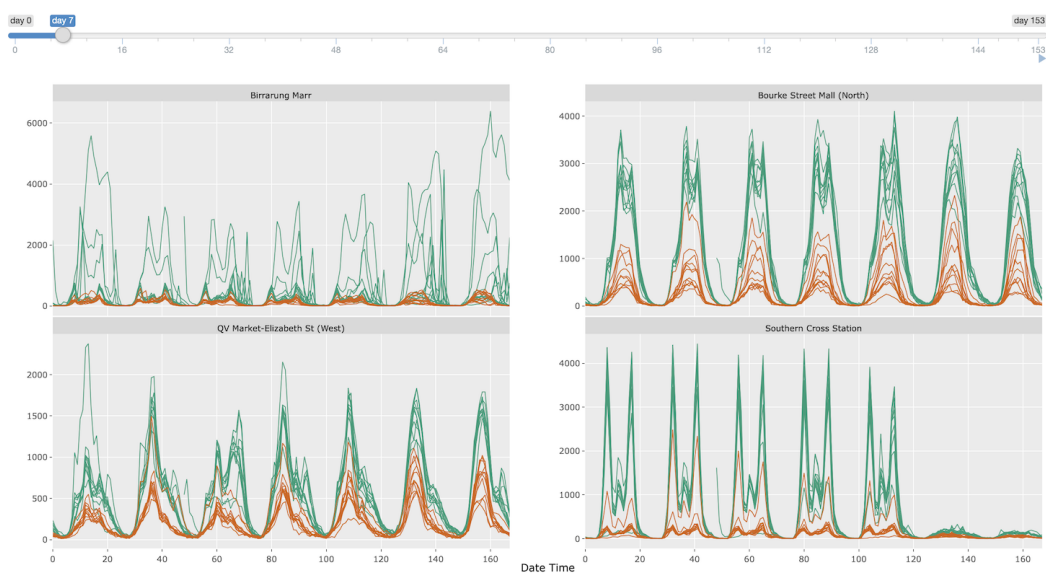 day 0 day 7 day 153
0 16 32 48 64 80 96 112 128 144 153
Birrarung Marr
6000
4000
2000
0
Bourke Street Mall (North)
4000
3000
2000
1000
0
QV Market-Elizabeth St (West)
2000
1500
1000
500
0
0 20 40 60 80 100 120 140 160
Southern Cross Station
4000
3000
2000
1000
0
0 20 40 60 80 100 120 140 160
Date Time